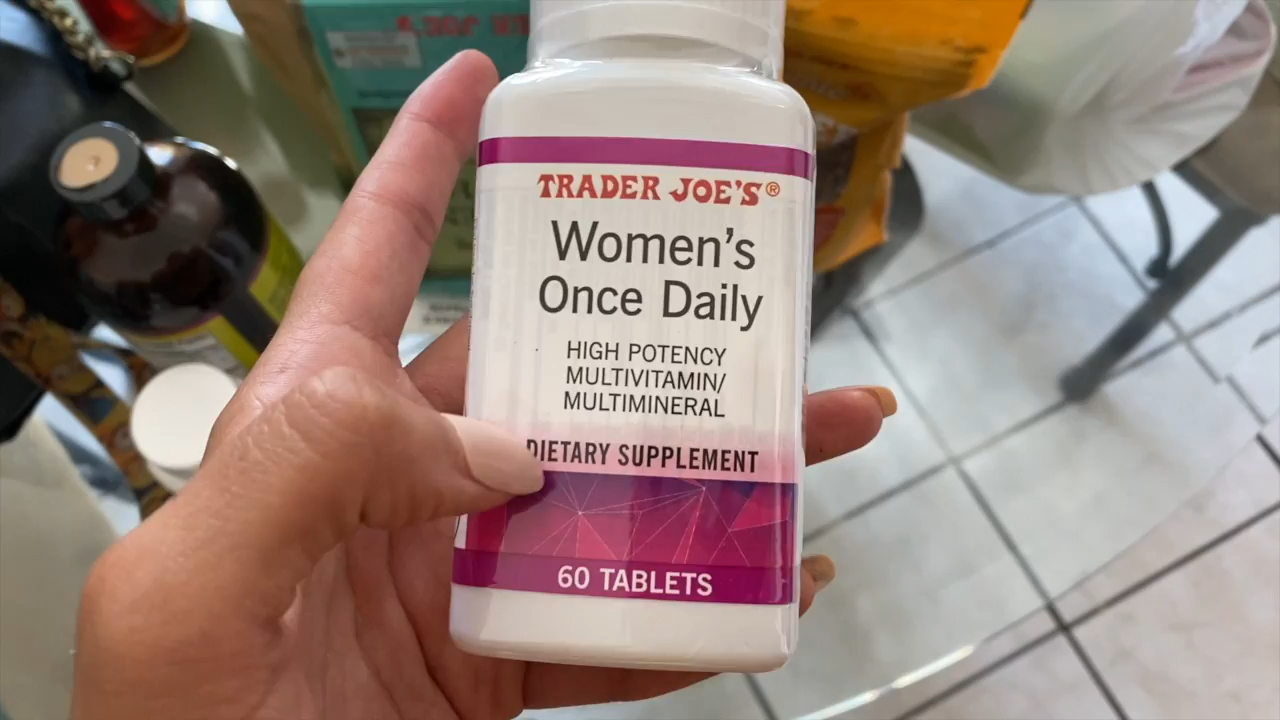 TRADER JOE'S®
Women's
Once Daily
HIGH POTENCY
MULTIVITAMIN/
MULTIMINERAL
DIETARY SUPPLEMENT
60 TABLETS